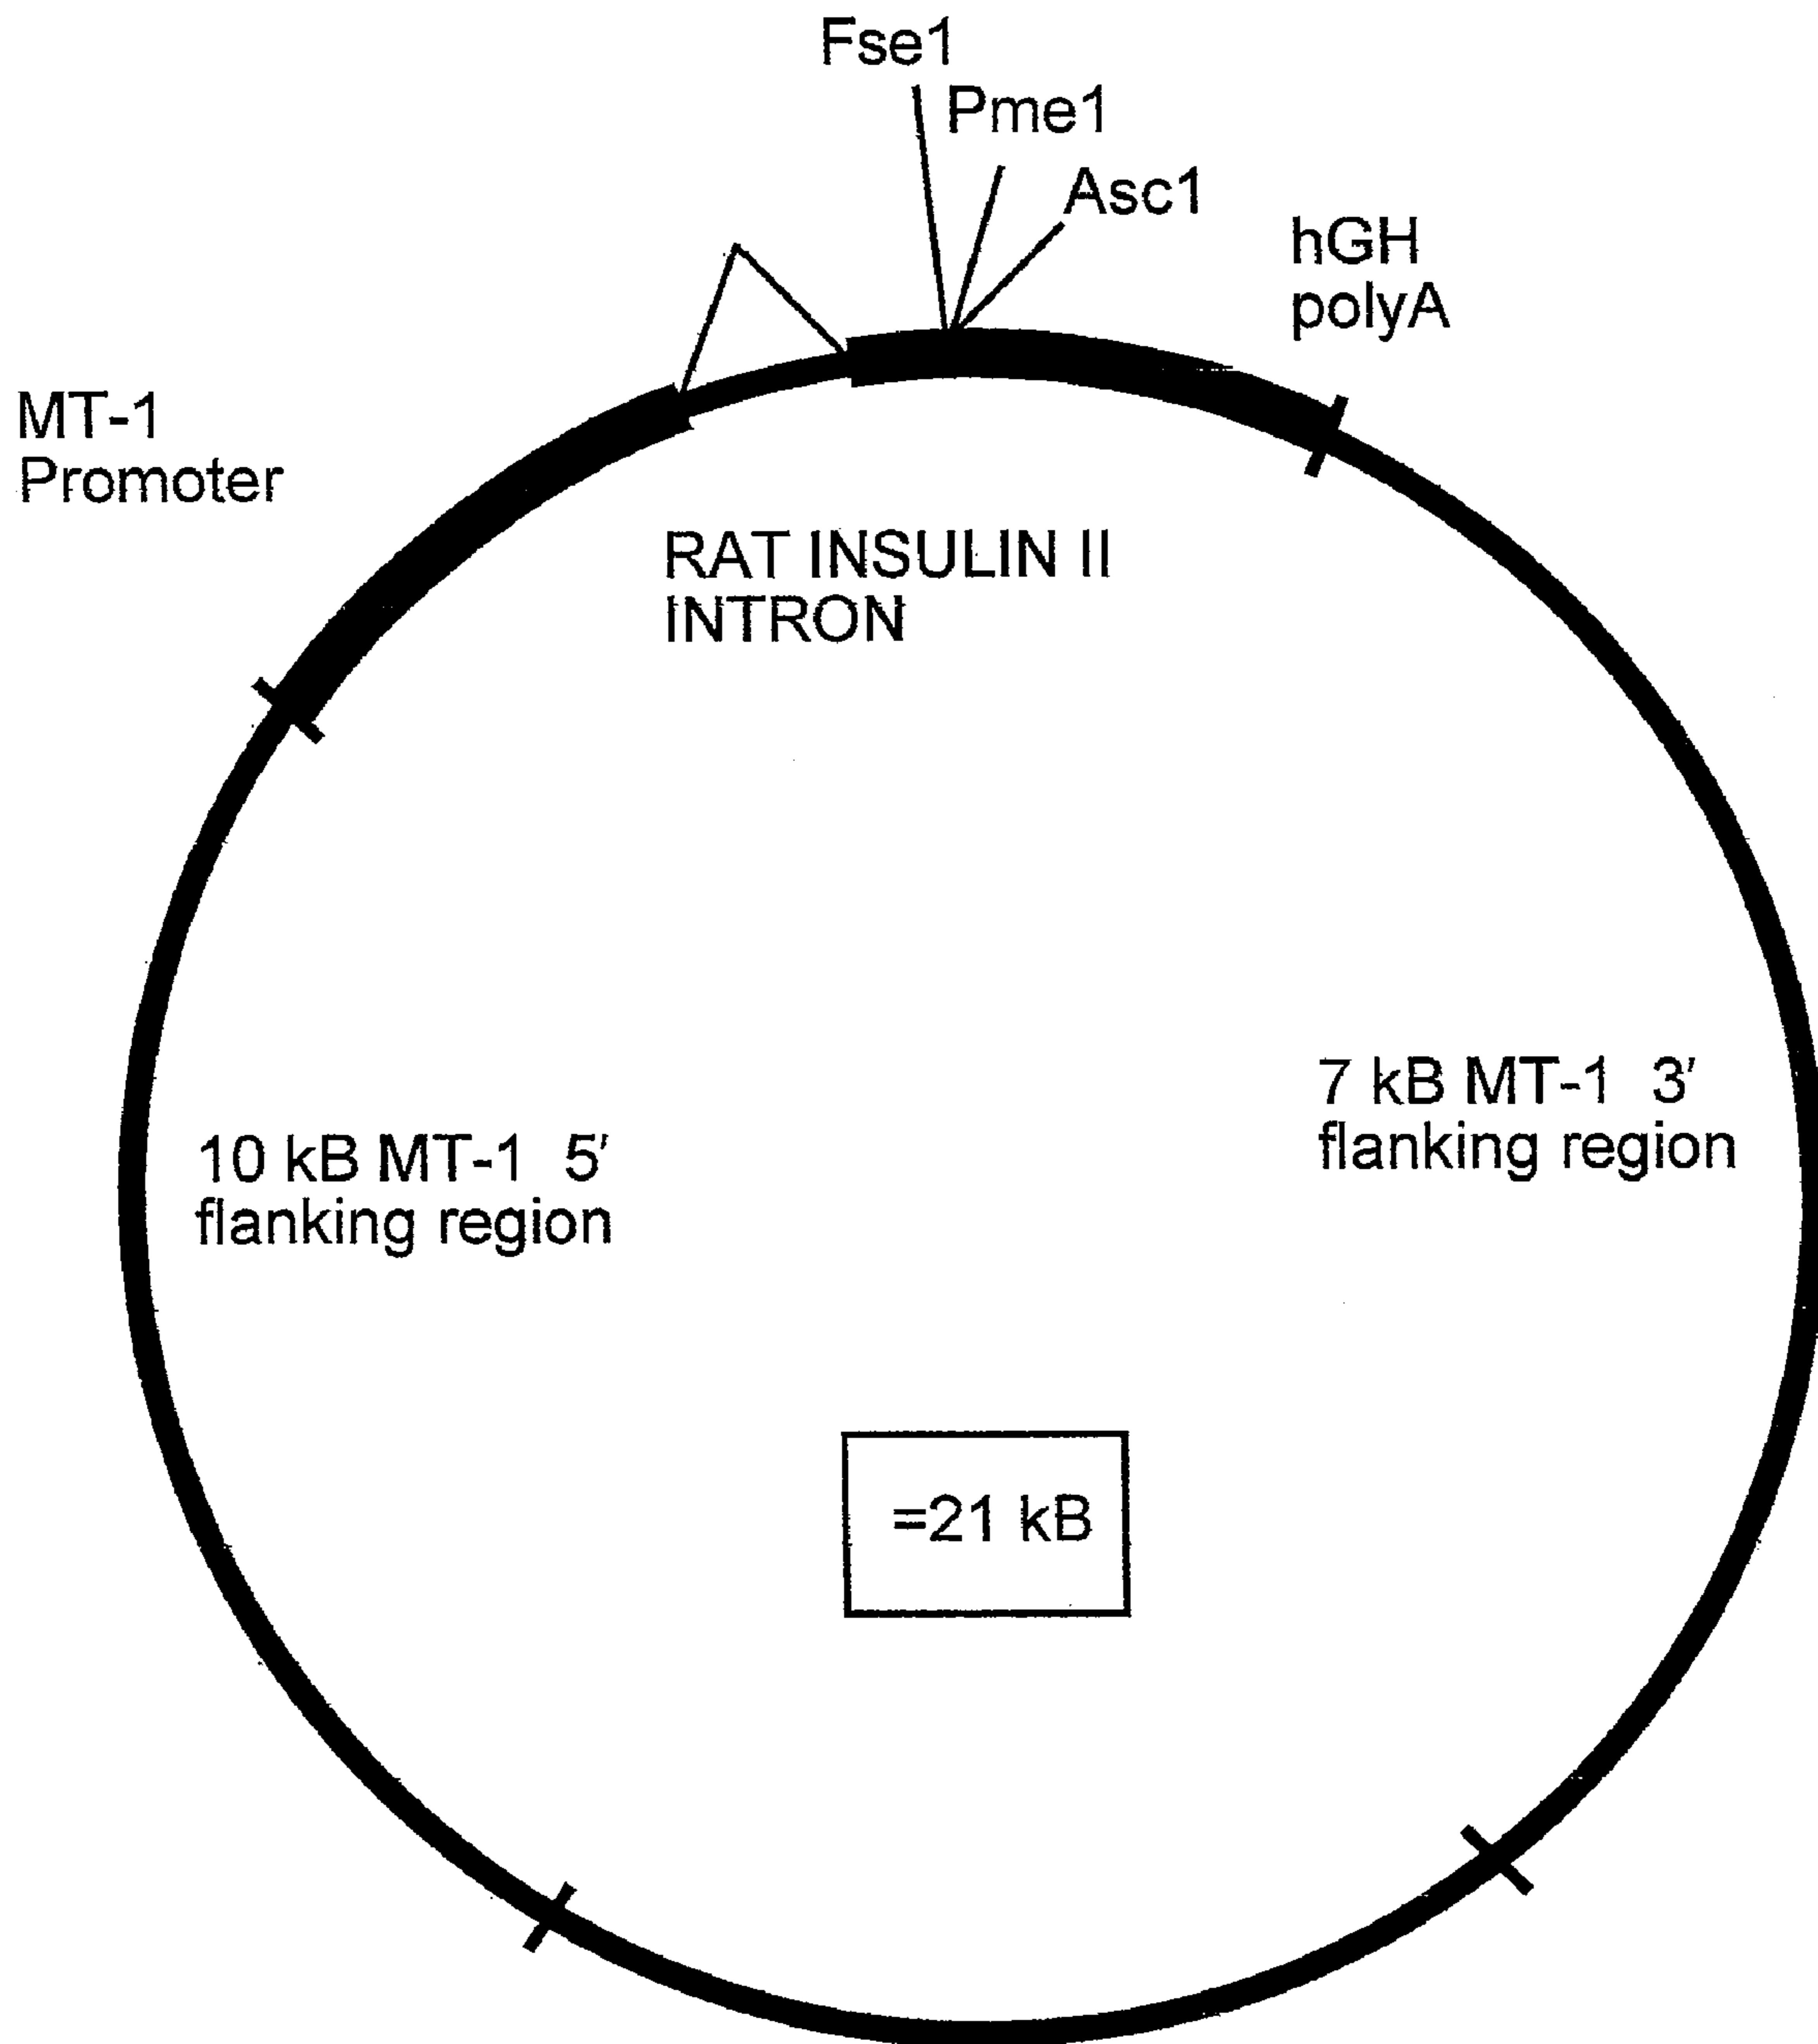 Fse1
Pme1
Asc1
hGH
polyA
MT-1
Promoter
RAT INSULIN II
INTRON
7 kB MT-1 3′
flanking region
10 kB MT-1 5′
flanking region
=21 kB